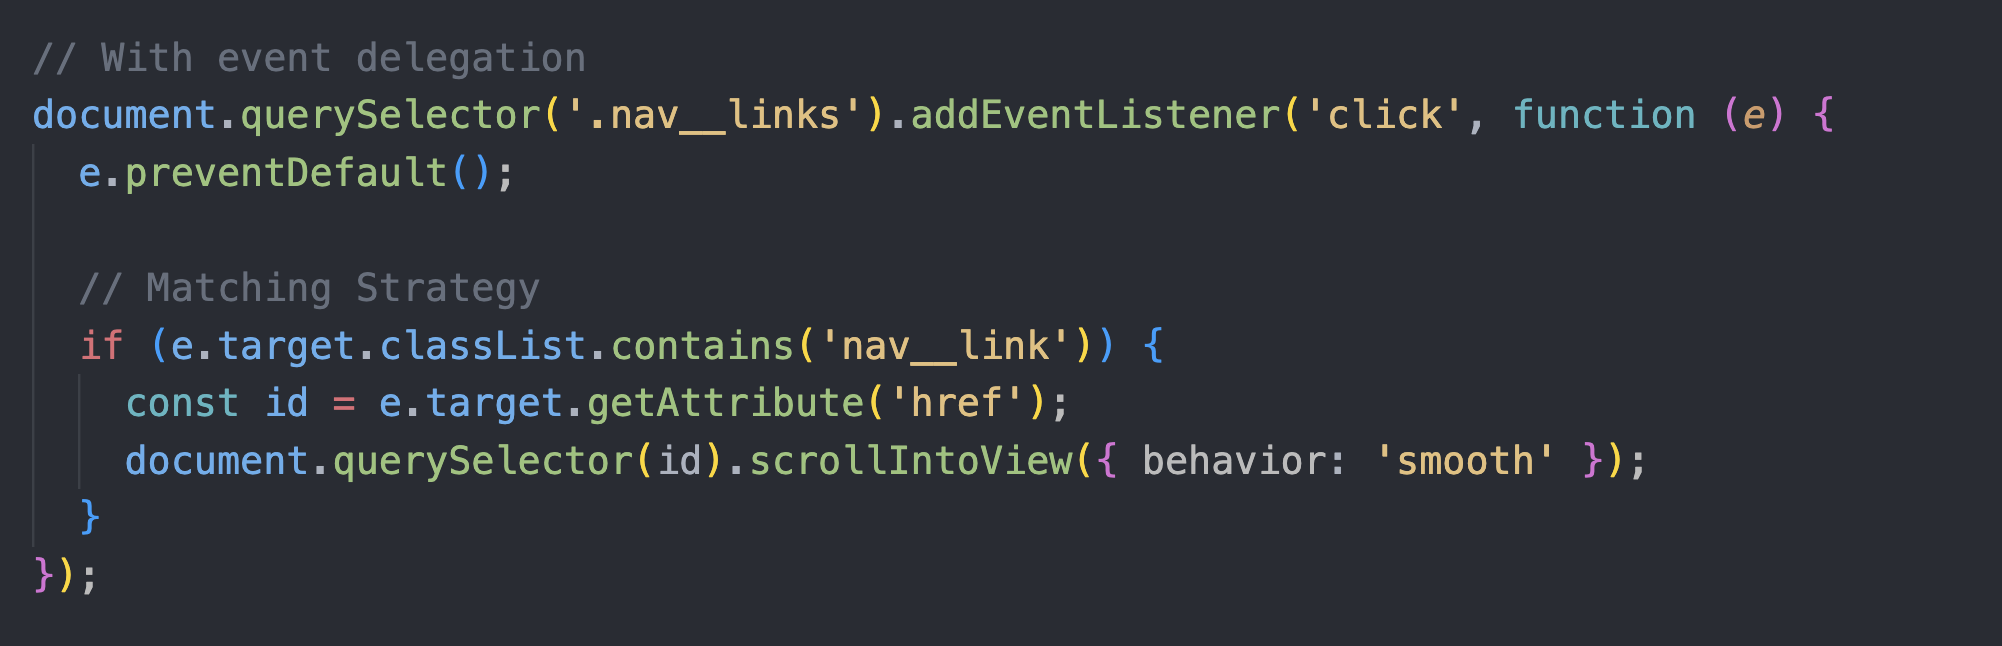 // With event delegation
document.querySelector('.nav__links').addEventListener('click', function (e) {
  e.preventDefault();

  // Matching Strategy
  if (e.target.classList.contains('nav__link')) {
    const id = e.target.getAttribute('href');
    document.querySelector(id).scrollIntoView({ behavior: 'smooth' });
  }
});